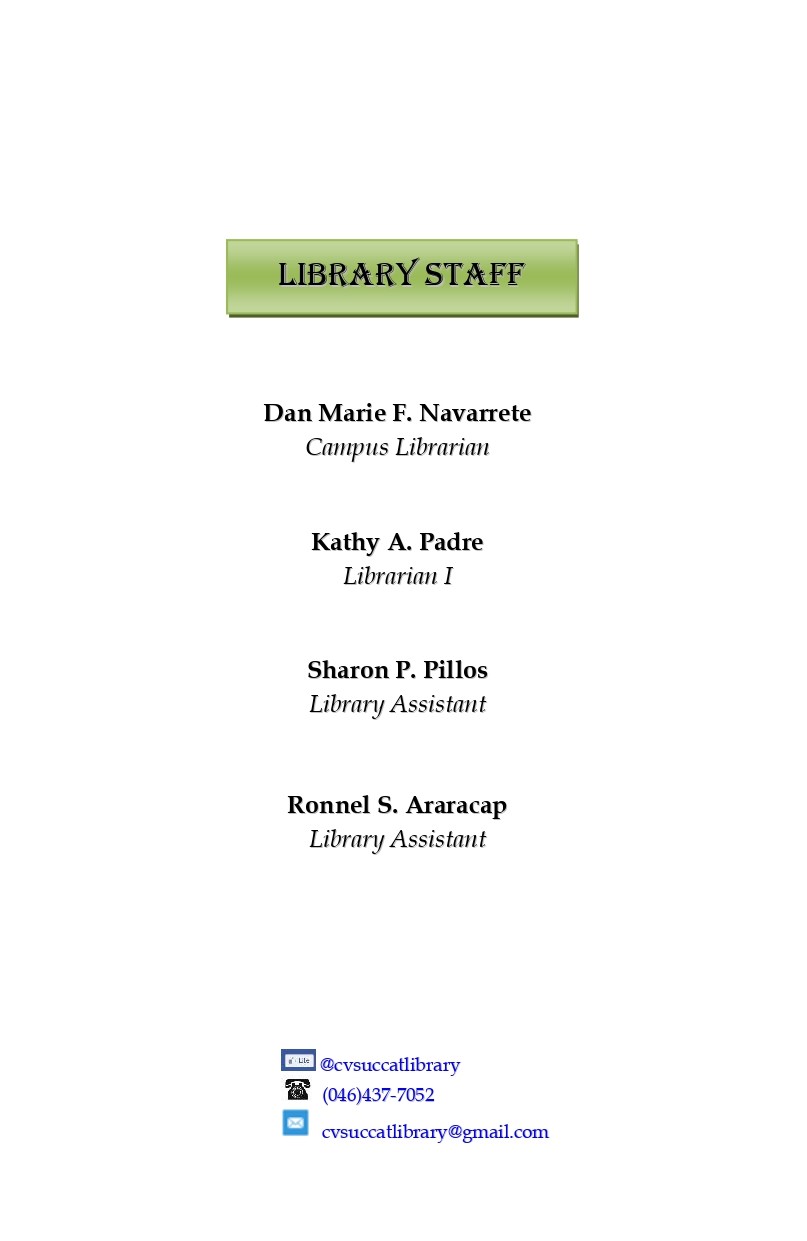 LIBRARY STAFF
Dan Marie F. Navarrete
Campus Librarian
Kathy A. Padre
Librarian I
Sharon P. Pillos
Library Assistant
Ronnel S. Araracap
Library Assistant
Like @cvsuccatlibrary
(046)437-7052
cvsuccatlibrary@gmail.com